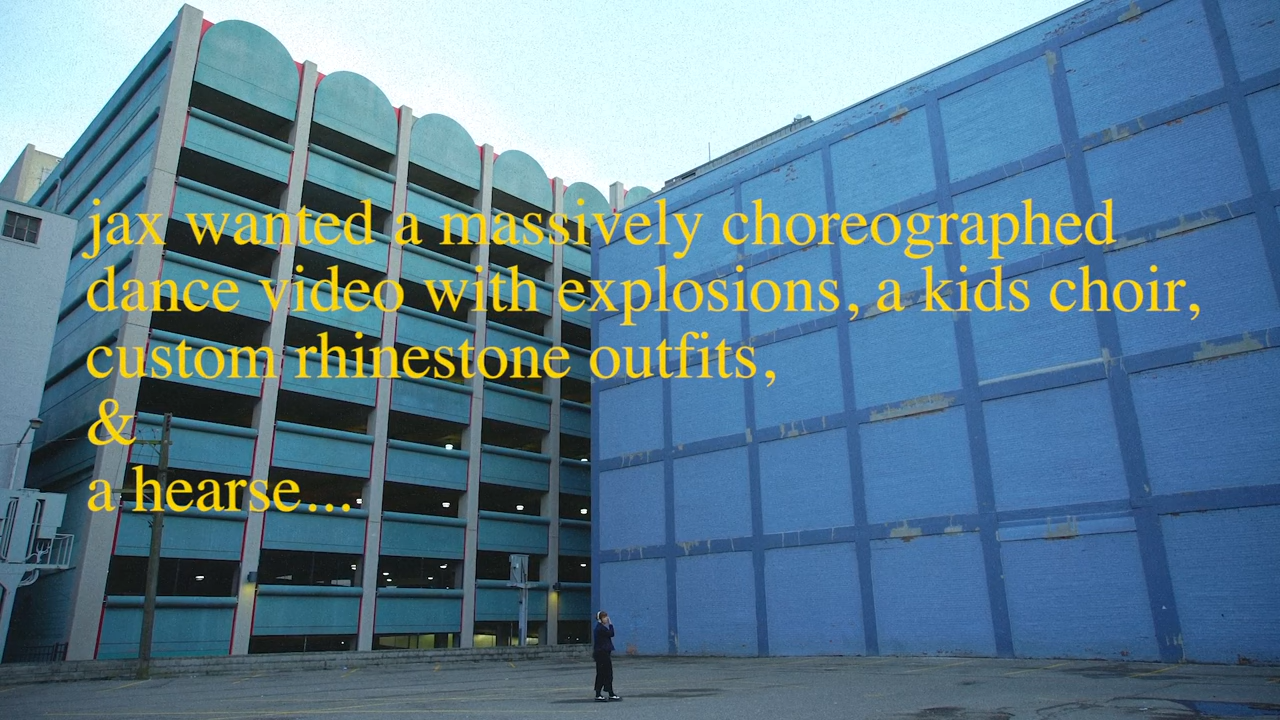 jax wanted a massively choreographed
dance video with explosions, a kids choir,
custom rhinestone outfits,
&
a hearse...